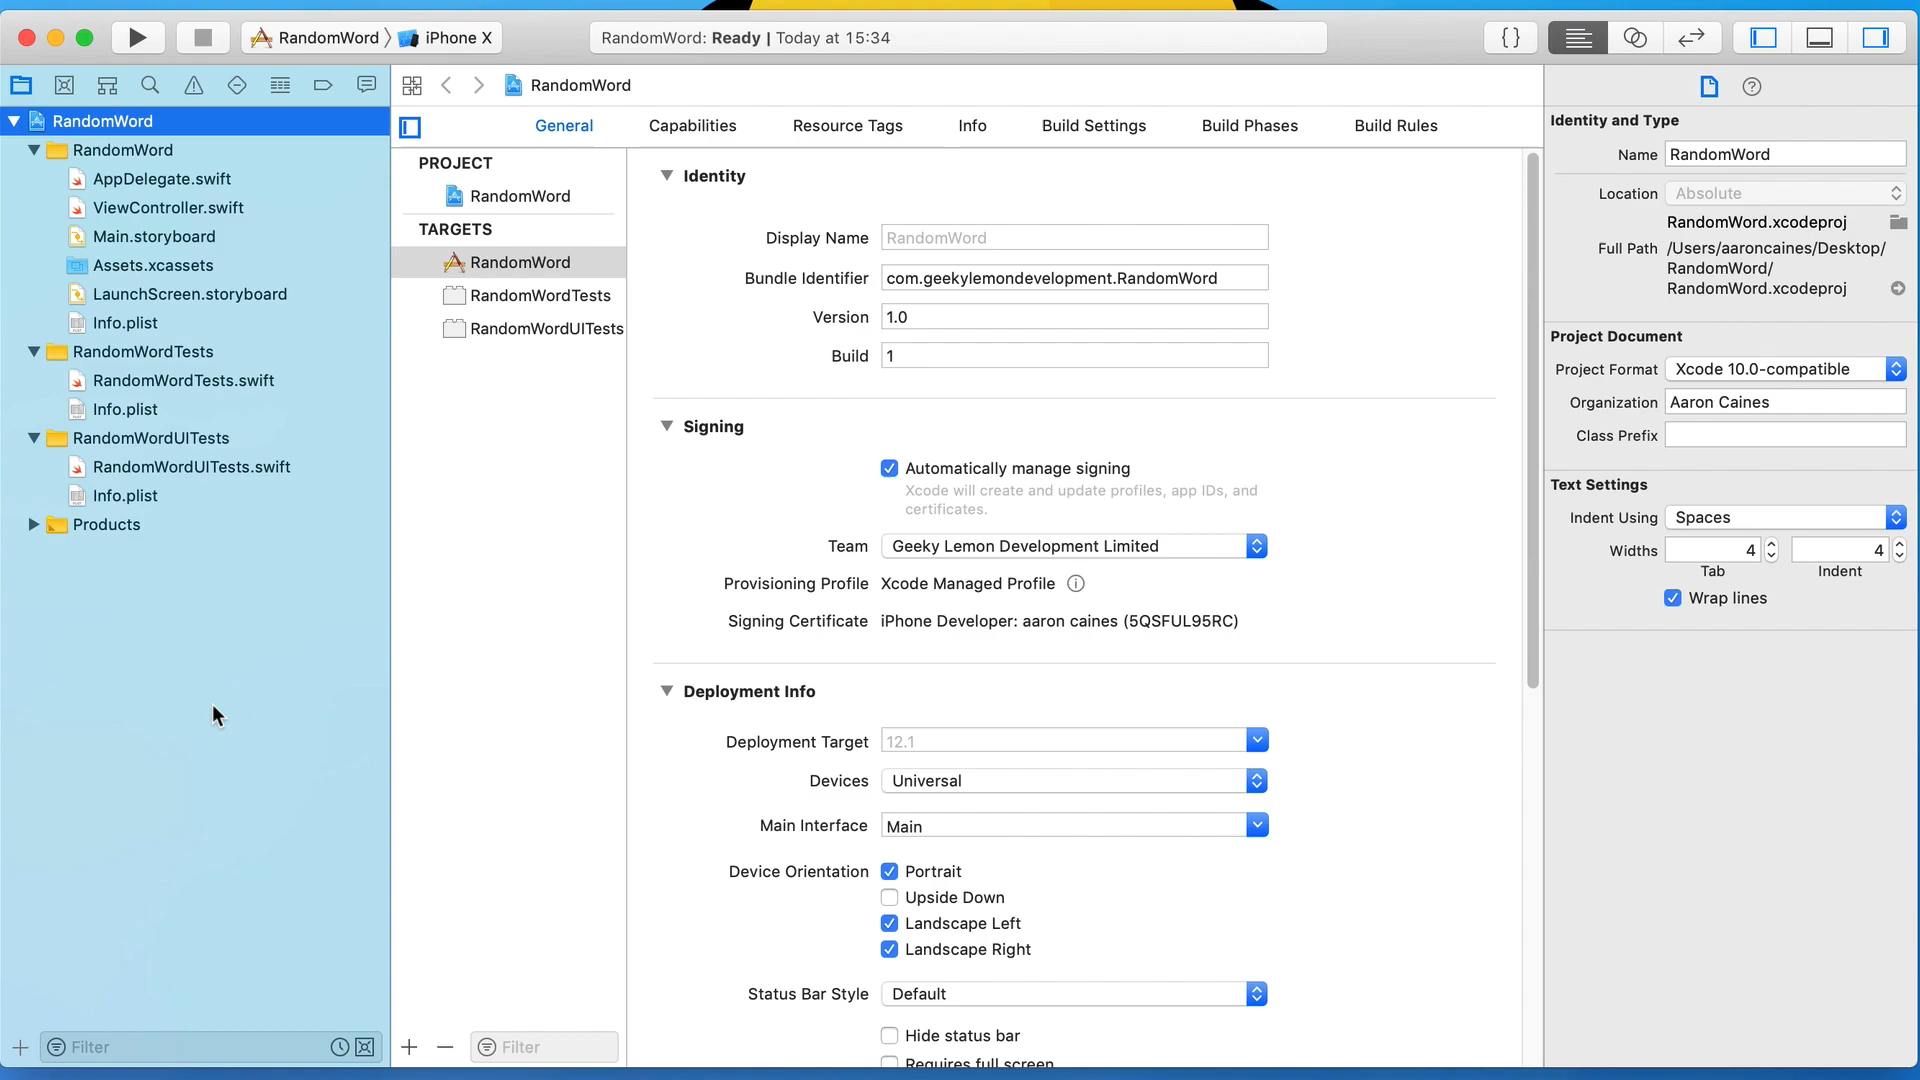 RandomWord
iPhone X
RandomWord: Ready | Today at 15:34
{ }
RandomWord
RandomWord
AppDelegate.swift
ViewController.swift
Main.storyboard
Assets.xcassets
LaunchScreen.storyboard
Info.plist
RandomWordTests
RandomWordTests.swift
Info.plist
RandomWordUITests
RandomWordUITests.swift
Info.plist
Products
Filter
RandomWord
General
Capabilities
Resource Tags
Info
Build Settings
Build Phases
Build Rules
PROJECT
RandomWord
TARGETS
RandomWord
RandomWordTests
RandomWordUITests
Filter
Identity
Display Name RandomWord
Bundle Identifier com.geekylemondevelopment.RandomWord
Version 1.0
Build 1
Signing
Automatically manage signing
Xcode will create and update profiles, app IDs, and
certificates.
Team Geeky Lemon Development Limited
Provisioning Profile Xcode Managed Profile
Signing Certificate iPhone Developer: aaron caines (5QSFUL95RC)
Deployment Info
Deployment Target 12.1
Devices Universal
Main Interface Main
Device Orientation Portrait
Upside Down
Landscape Left
Landscape Right
Status Bar Style Default
Hide status bar
Requires full screen
Identity and Type
Name RandomWord
Location Absolute
RandomWord.xcodeproj
Full Path /Users/aaroncaines/Desktop/
RandomWord/
RandomWord.xcodeproj
Project Document
Project Format Xcode 10.0-compatible
Organization Aaron Caines
Class Prefix
Text Settings
Indent Using Spaces
Widths 4 4
Tab Indent
Wrap lines